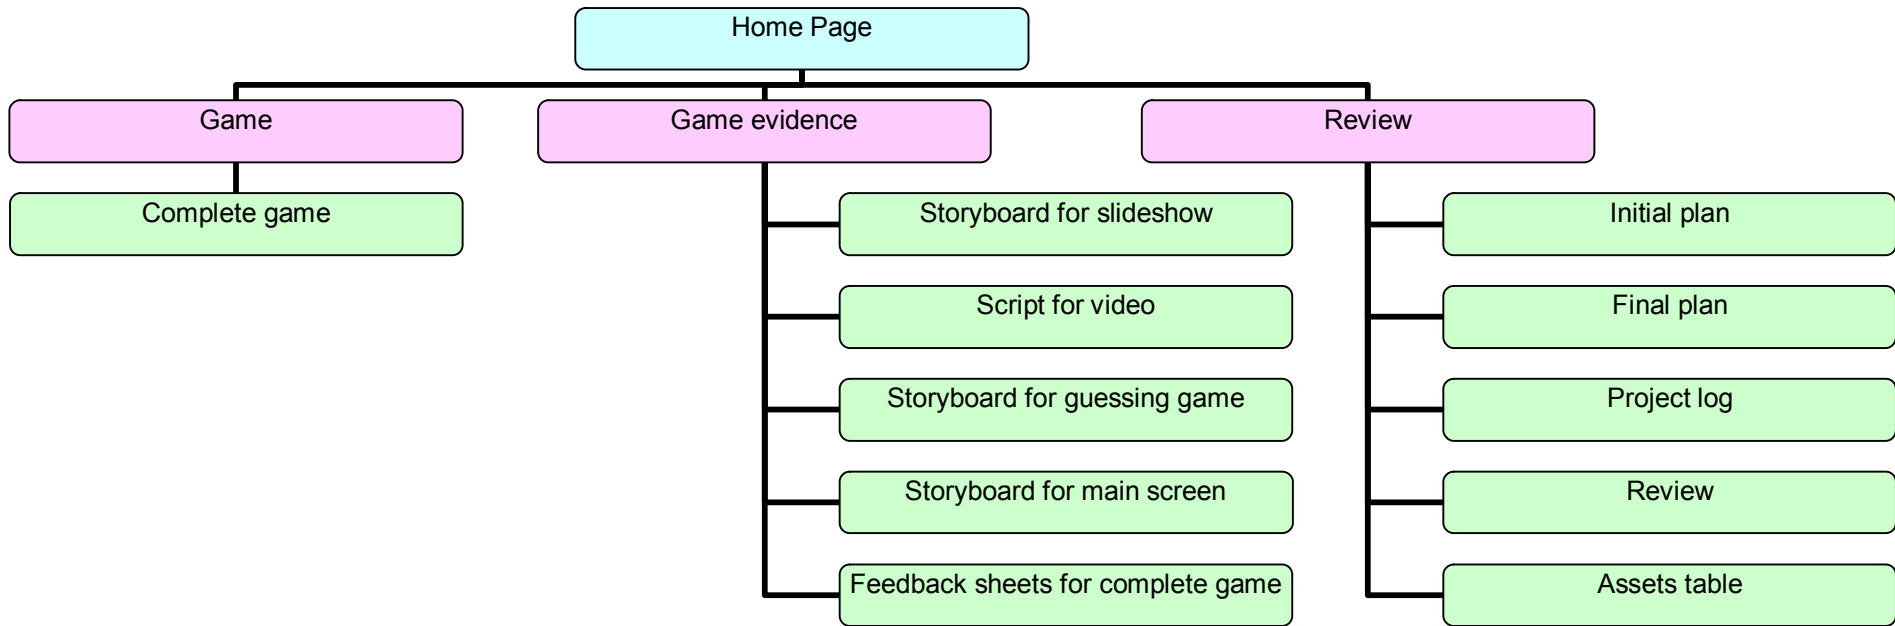 Home Page
Game
Game evidence
Review
Complete game
Storyboard for slideshow
Initial plan
Script for video
Final plan
Storyboard for guessing game
Project log
Storyboard for main screen
Review
Feedback sheets for complete game
Assets table